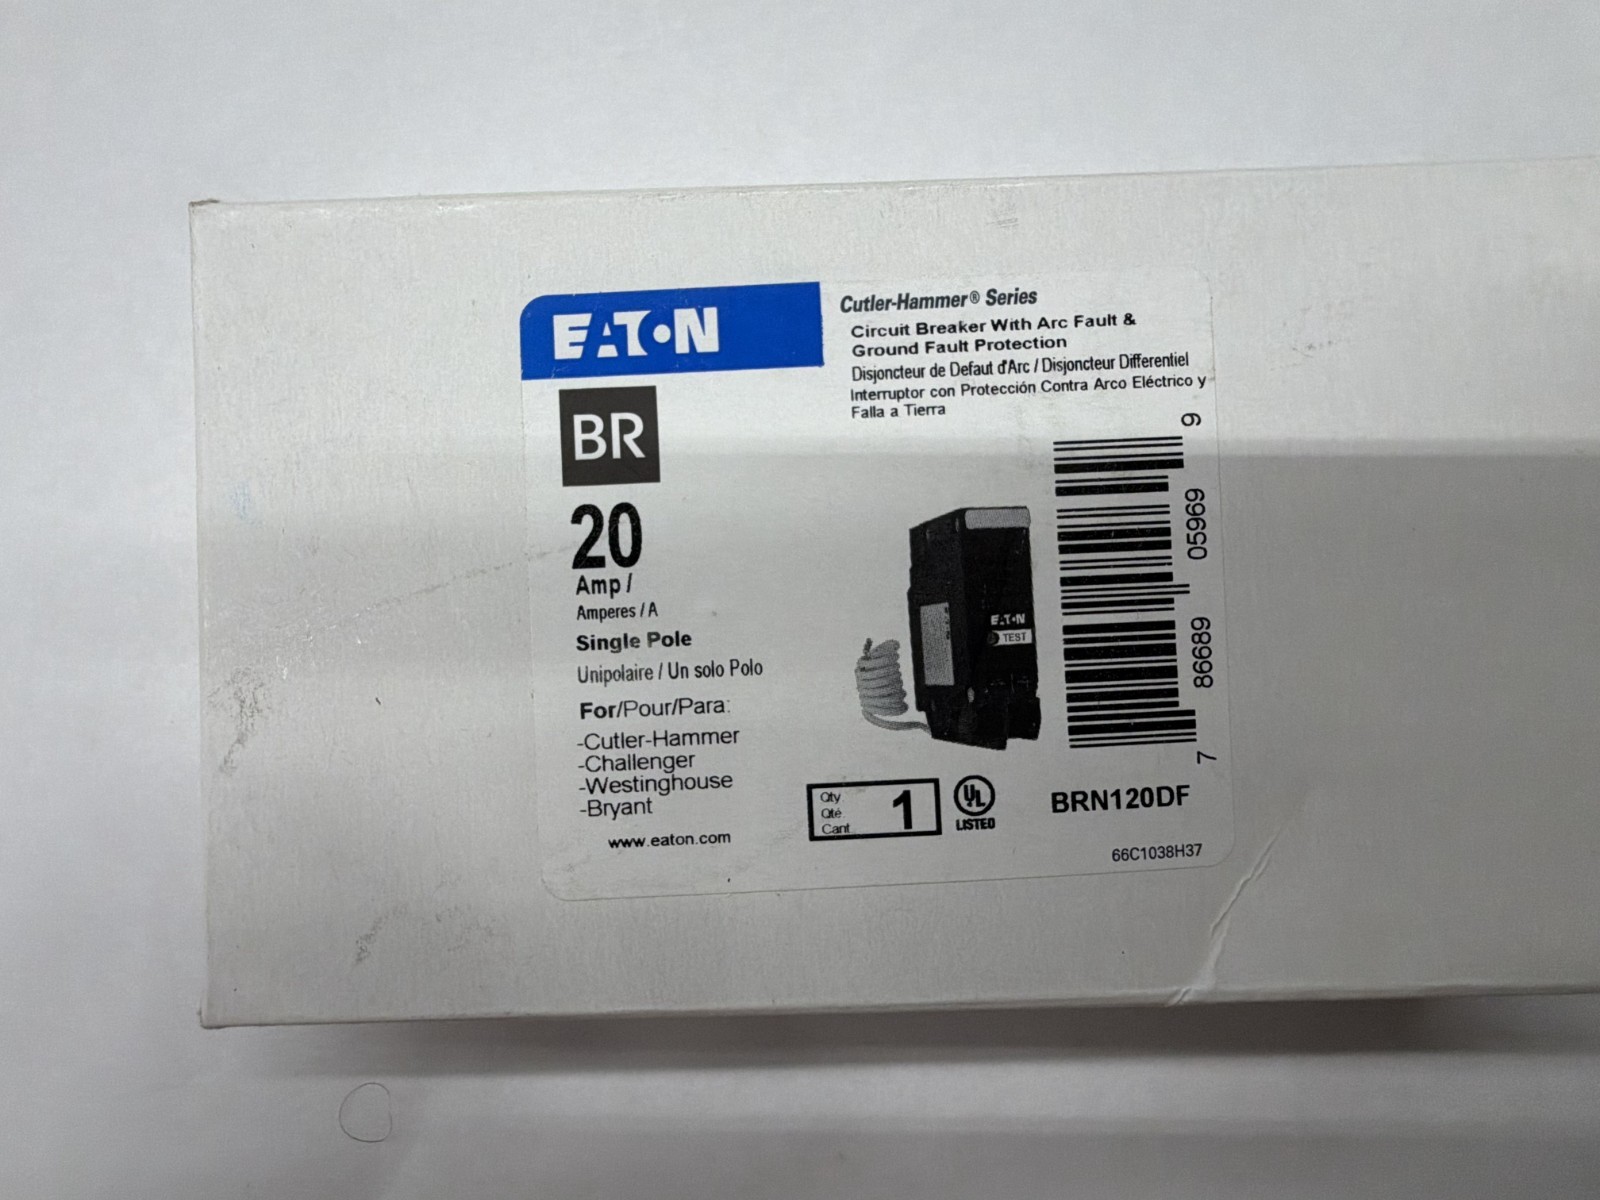 EATON
Cutler-Hammer® Series
Circuit Breaker With Arc Fault &
Ground Fault Protection
Disjoncteur de Defaut d'Arc / Disjoncteur Differentiel
Interruptor con Protección Contra Arco Eléctrico y
Falla a Tierra
BR
20
Amp /
Amperes / A
Single Pole
Unipolaire / Un solo Polo
For/Pour/Para:
-Cutler-Hammer
-Challenger
-Westinghouse
-Bryant
www.eaton.com
EATON
TEST
Qty
Qté
Cant
1
UL
LISTED
7 86689 05969 9
BRN120DF
66C1038H37